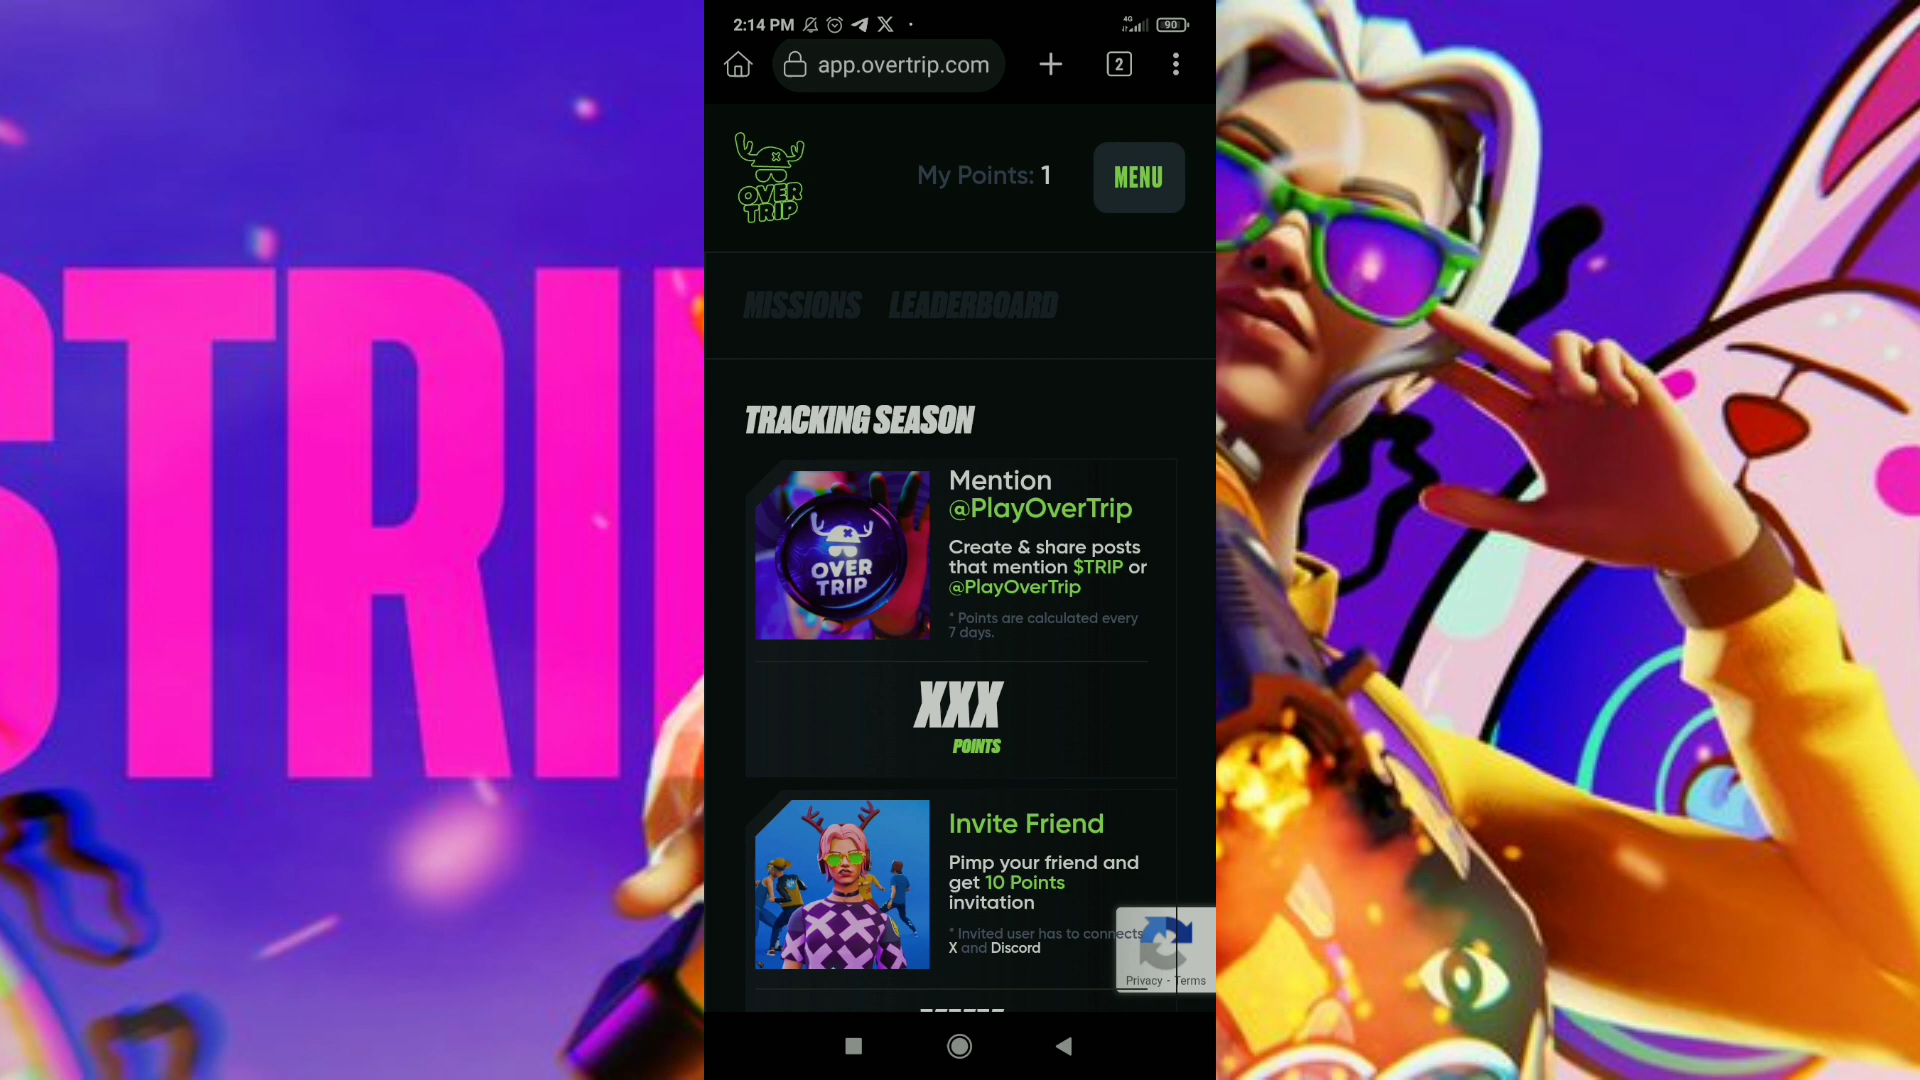 2:14 PM
4G
90
app.overtrip.com
2
OVER
TRIP
My Points: 1
MENU
MISSIONS LEADERBOARD
STRI
TRACKING SEASON
OVER
TRIP
Mention
@PlayOverTrip
Create & share posts
that mention $TRIP or
@PlayOverTrip
* Points are calculated every
7 days.
XXX
POINTS
Invite Friend
Pimp your friend and
get 10 Points
invitation
* Invited user has to connects
X and Discord
Privacy - Terms